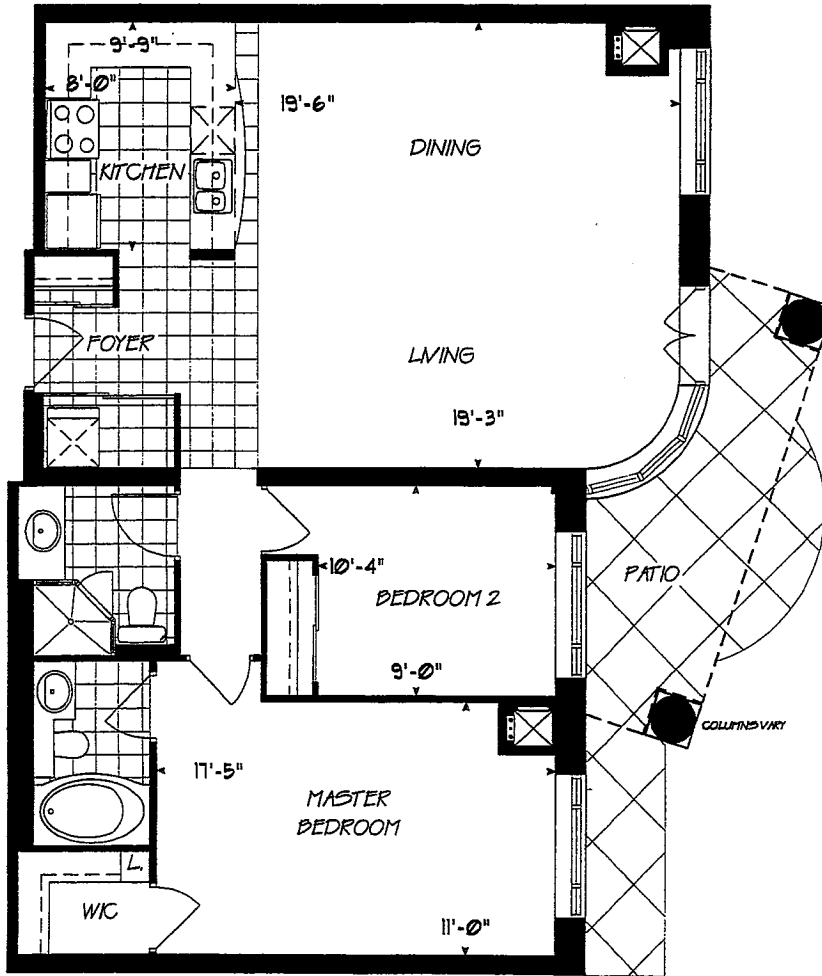 9'-9"
8'-0"
19'-6"
DINING
KITCHEN
FOYER
LIVING
19'-3"
10'-4"
BEDROOM 2
PATIO
9'-0"
COLUMNS VARY
17'-5"
MASTER
BEDROOM
L.
WIC
11'-0"